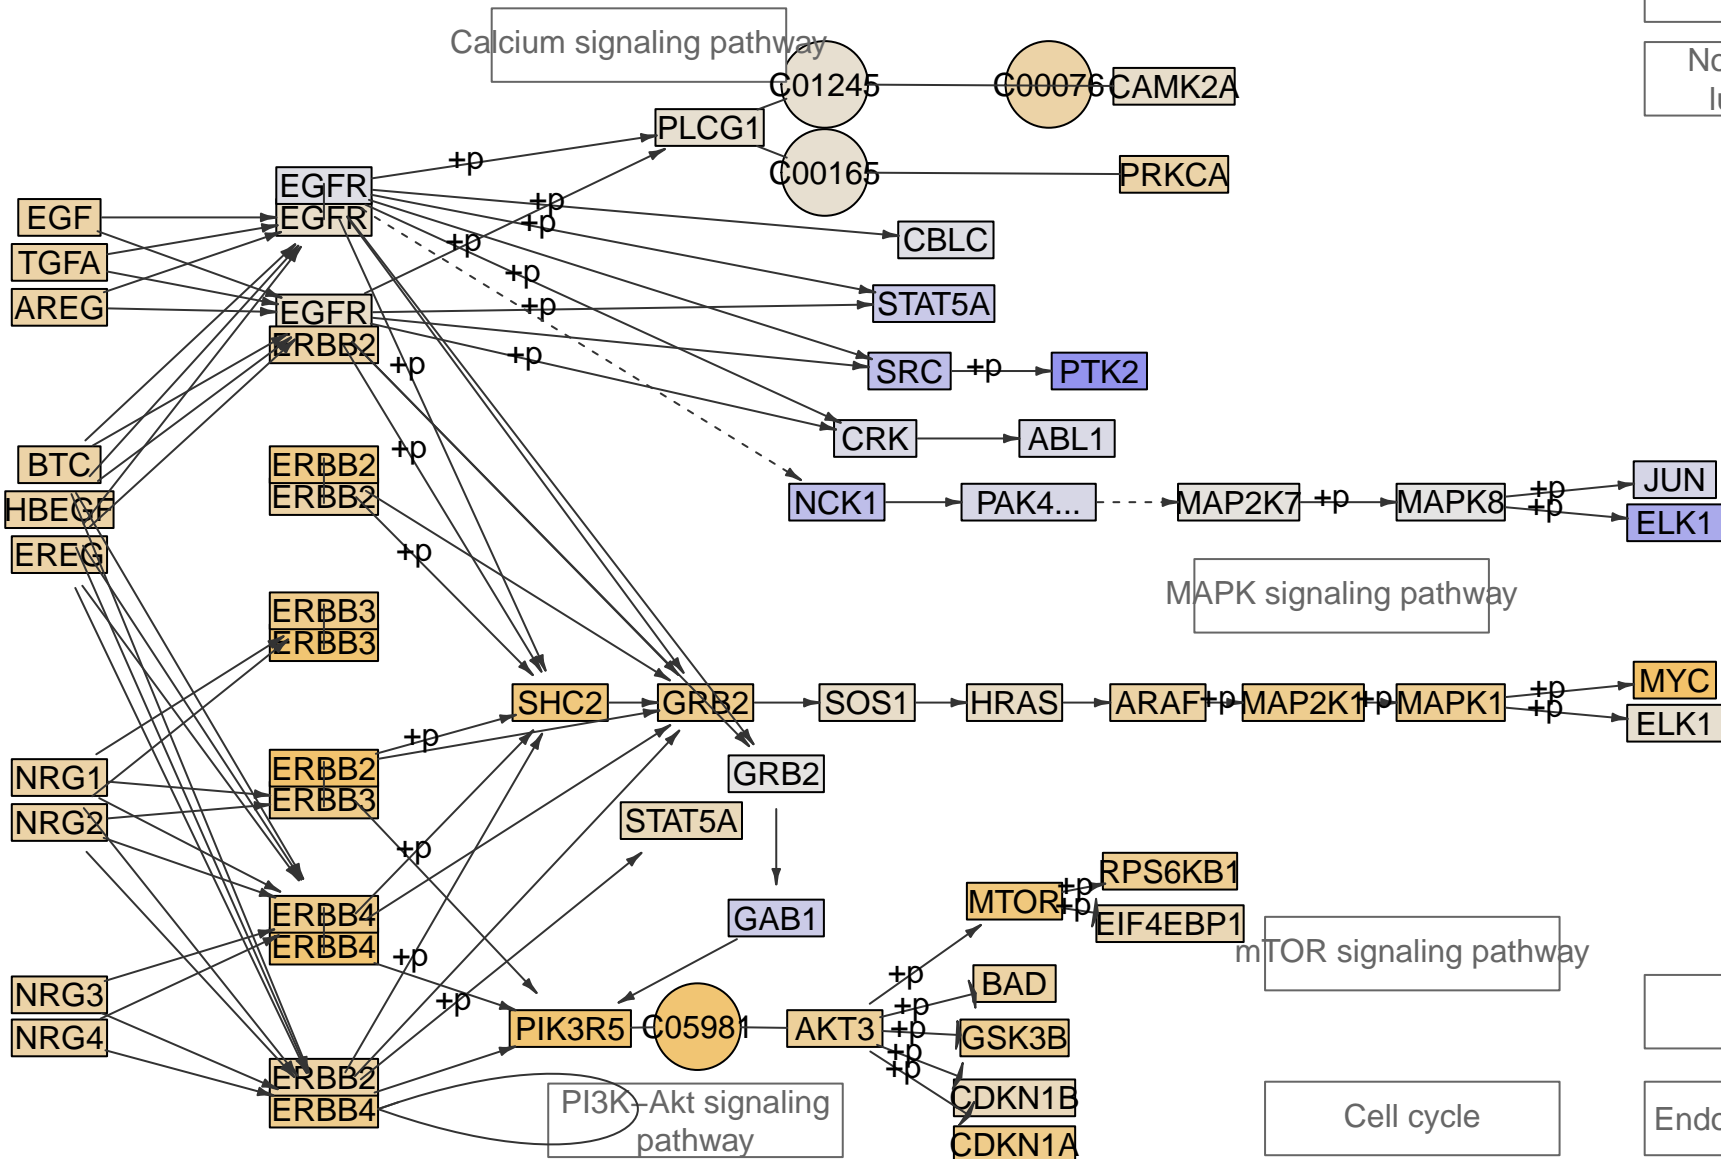 Calcium signaling pathway
C01245
C00076
CAMK2A
No
lu
PLCG1
+p
C00165
PRKCA
EGFR
EGFR
EGF
TGFA
AREG
+p
+p
+p
+p
+p
+p
+p
CBLC
STAT5A
EGFR
ERBB2
SRC
+p
PTK2
CRK
ABL1
BTC
HBEGF
EREG
ERBB2
ERBB2
+p
+p
NCK1
PAK4...
MAP2K7
+p
MAPK8
+p
+p
JUN
ELK1
MAPK signaling pathway
ERBB3
ERBB3
SHC2
GRB2
SOS1
HRAS
ARAF
+p
MAP2K1
+p
MAPK1
+p
+p
MYC
ELK1
+p
NRG1
NRG2
ERBB2
ERBB3
GRB2
STAT5A
+p
ERBB4
ERBB4
GAB1
MTOR
+p
+p
RPS6KB1
EIF4EBP1
mTOR signaling pathway
+p
+p
NRG3
NRG4
PIK3R5
C05981
AKT3
+p
+p
+p
+p
+p
BAD
GSK3B
CDKN1B
CDKN1A
ERBB2
ERBB4
PI3K−Akt signaling
pathway
Cell cycle
Endo